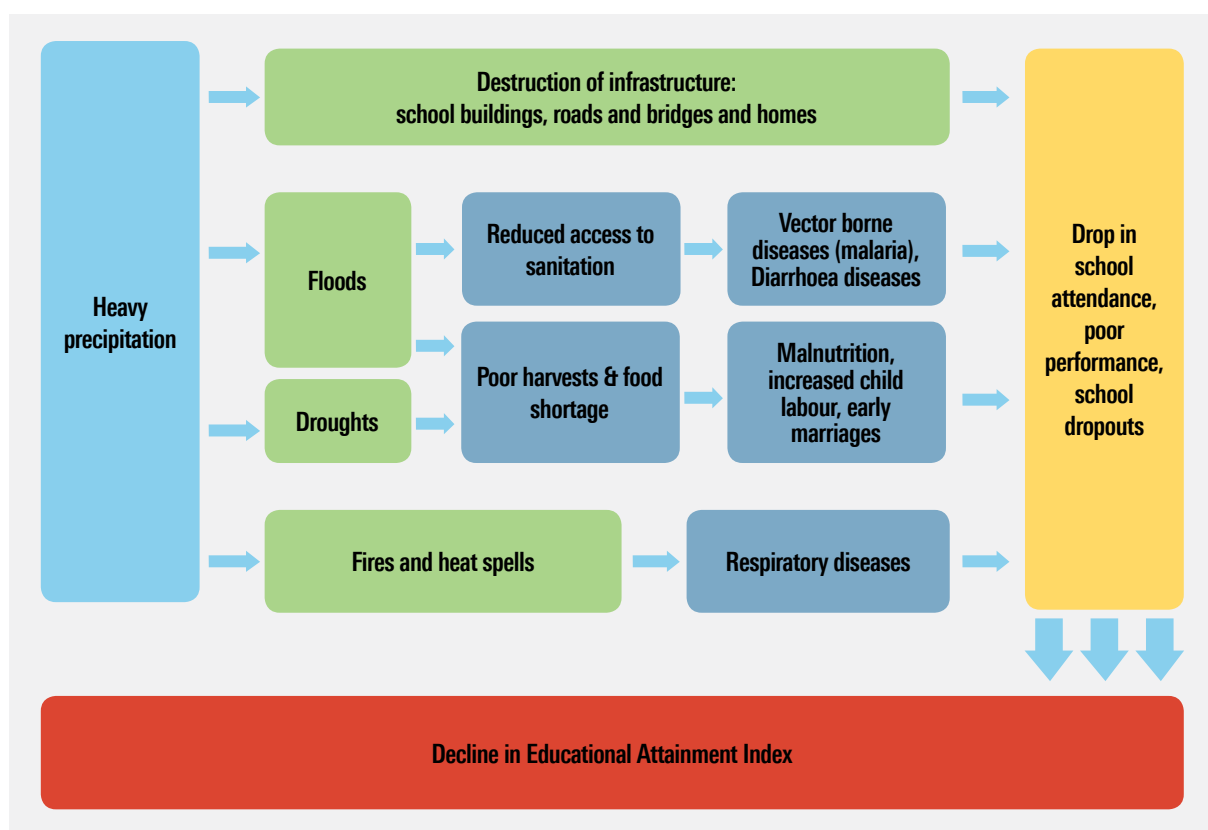 Heavy
precipitation
Destruction of infrastructure:
school buildings, roads and bridges and homes
Floods
Reduced access to
sanitation
Vector borne
diseases (malaria),
Diarrhoea diseases
Droughts
Poor harvests & food
shortage
Malnutrition,
increased child
labour, early
marriages
Fires and heat spells
Respiratory diseases
Drop in
school
attendance,
poor
performance,
school
dropouts
Decline in Educational Attainment Index